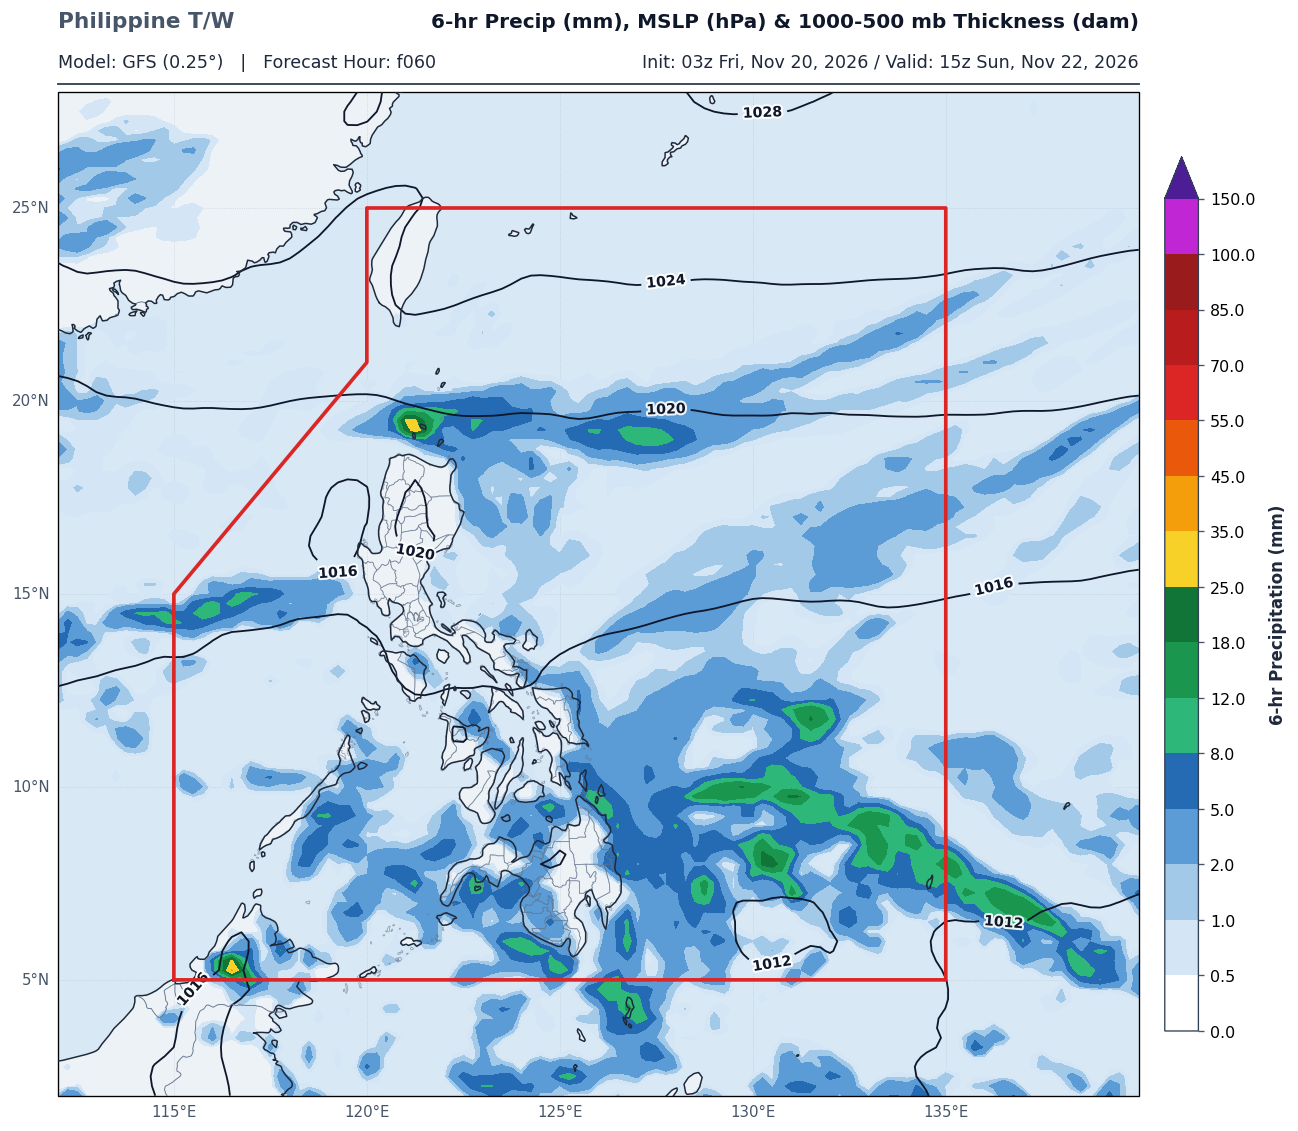 Philippine T/W
6-hr Precip (mm), MSLP (hPa) & 1000-500 mb Thickness (dam)
Model: GFS (0.25°) | Forecast Hour: f060
Init: 03z Fri, Nov 20, 2026 / Valid: 15z Sun, Nov 22, 2026
1028
1024
1020
1020
1016
1016
1012
1012
1016
25°N
20°N
15°N
10°N
5°N
115°E
120°E
125°E
130°E
135°E
150.0
100.0
85.0
70.0
55.0
45.0
35.0
25.0
18.0
12.0
8.0
5.0
2.0
1.0
0.5
0.0
6-hr Precipitation (mm)